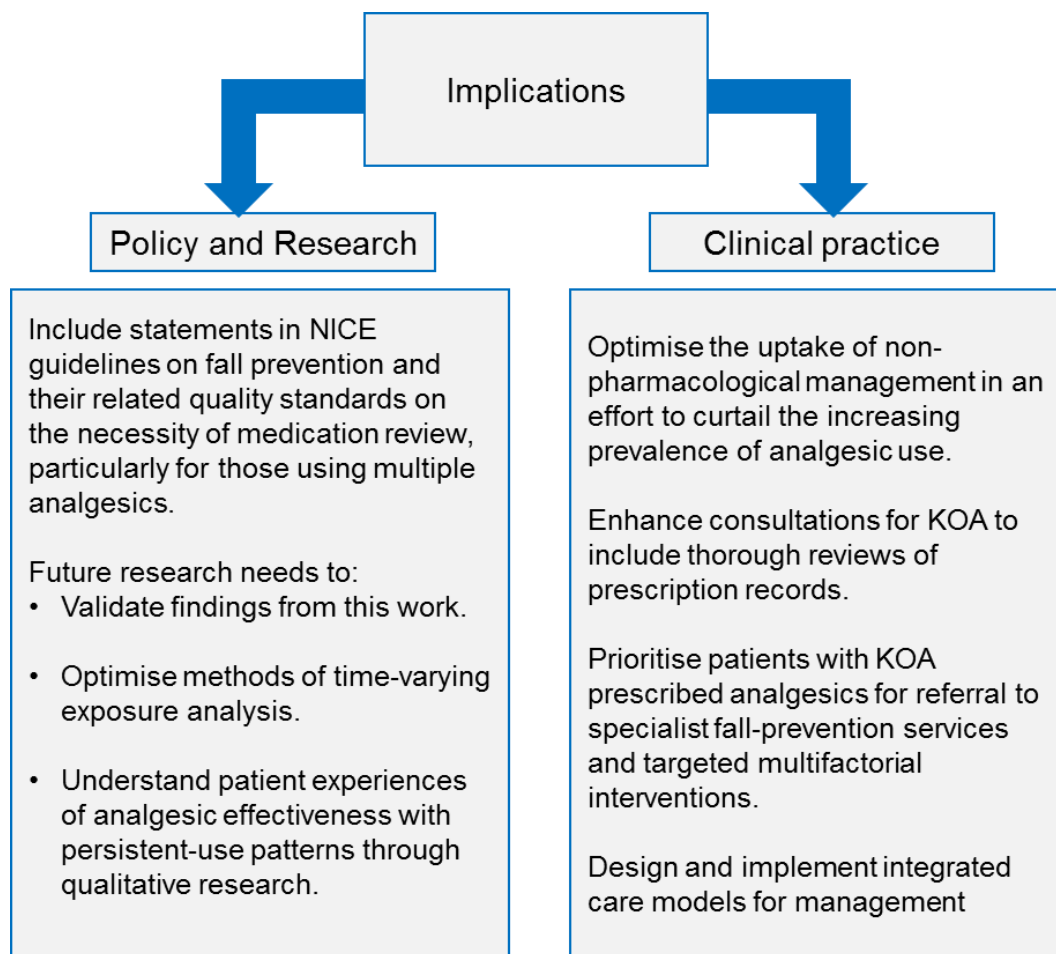 Implications
Policy and Research
Include statements in NICE
guidelines on fall prevention and
their related quality standards on
the necessity of medication review,
particularly for those using multiple
analgesics.
Future research needs to:
• Validate findings from this work.
• Optimise methods of time-varying
exposure analysis.
• Understand patient experiences
of analgesic effectiveness with
persistent-use patterns through
qualitative research.
Clinical practice
Optimise the uptake of non-
pharmacological management in an
effort to curtail the increasing
prevalence of analgesic use.
Enhance consultations for KOA to
include thorough reviews of
prescription records.
Prioritise patients with KOA
prescribed analgesics for referral to
specialist fall-prevention services
and targeted multifactorial
interventions.
Design and implement integrated
care models for management